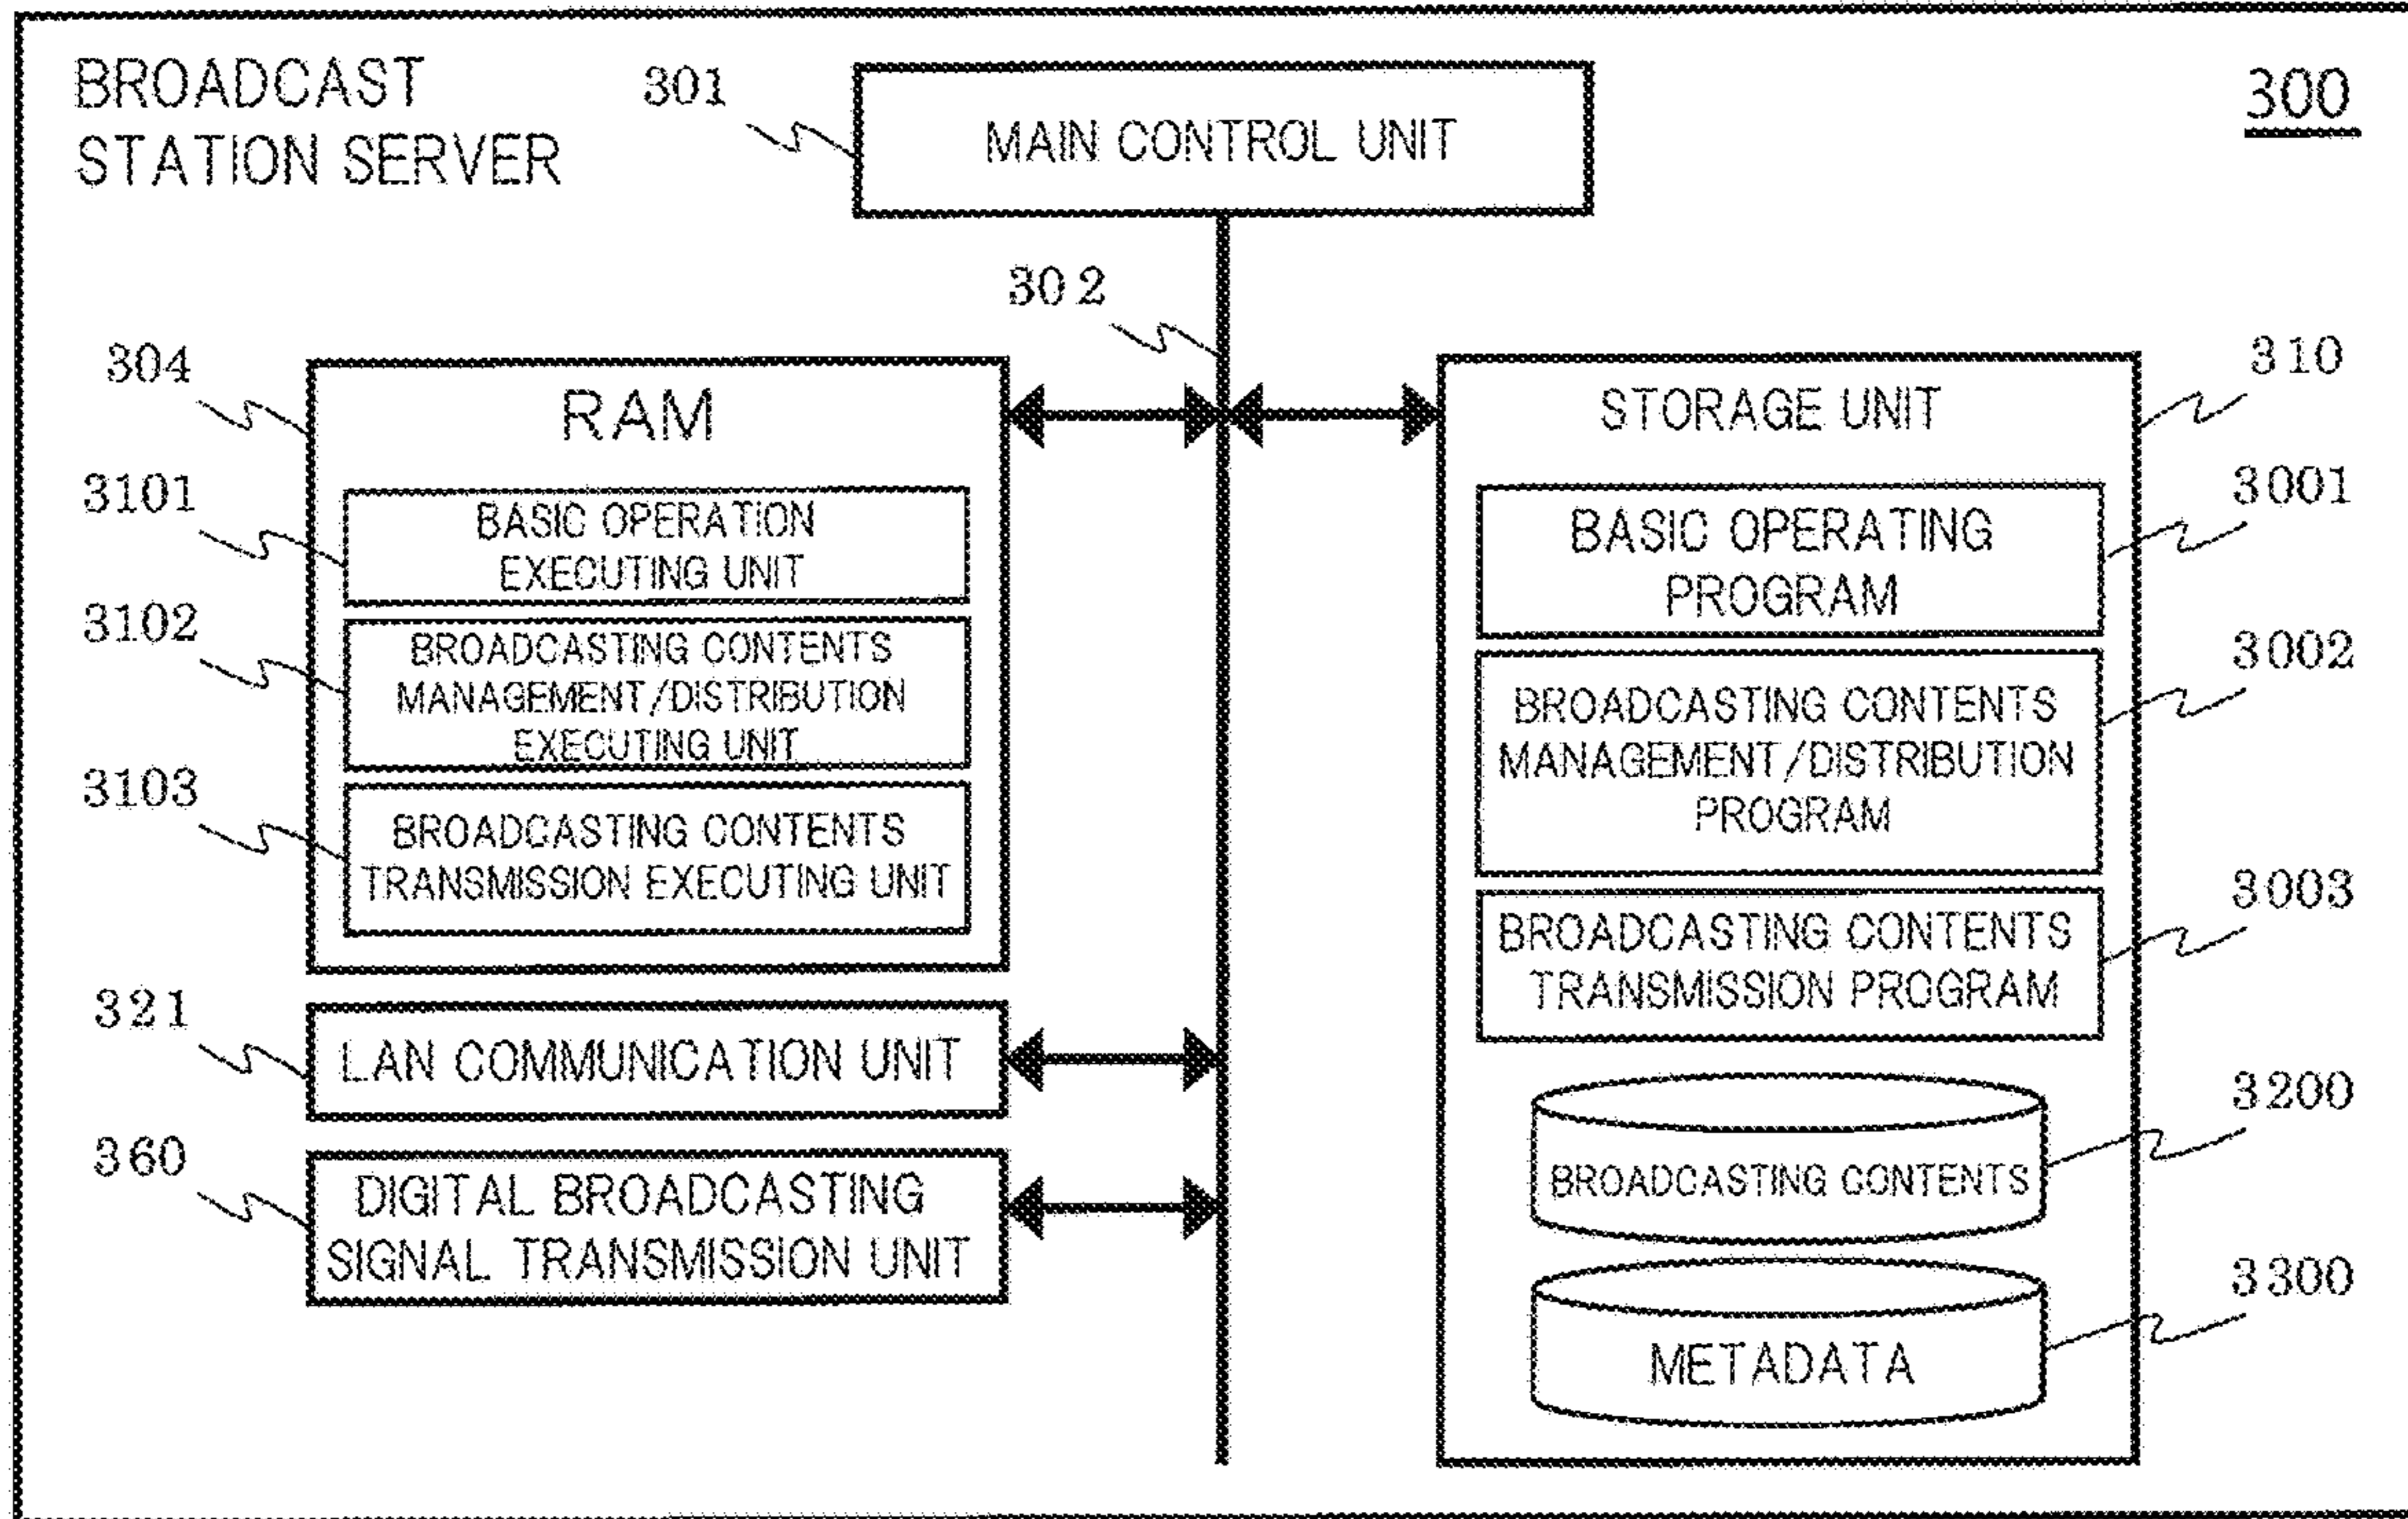 BROADCAST
STATION SERVER
300
301
MAIN CONTROL UNIT
302
304
RAM
3101
BASIC OPERATION
EXECUTING UNIT
3102
BROADCASTING CONTENTS
MANAGEMENT/DISTRIBUTION
EXECUTING UNIT
3103
BROADCASTING CONTENTS
TRANSMISSION EXECUTING UNIT
321
LAN COMMUNICATION UNIT
360
DIGITAL BROADCASTING
SIGNAL TRANSMISSION UNIT
310
STORAGE UNIT
3001
BASIC OPERATING
PROGRAM
3002
BROADCASTING CONTENTS
MANAGEMENT/DISTRIBUTION
PROGRAM
3003
BROADCASTING CONTENTS
TRANSMISSION PROGRAM
3200
BROADCASTING CONTENTS
3300
METADATA